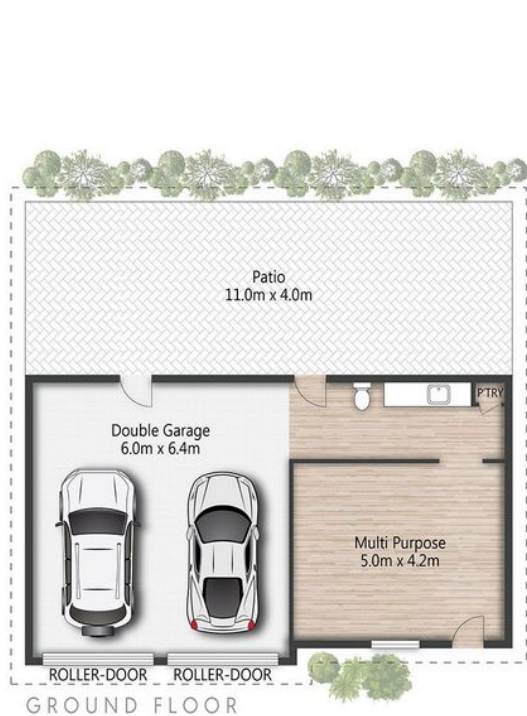 Patio
11.0m x 4.0m
P'TRY
Double Garage
6.0m x 6.4m
Multi Purpose
5.0m x 4.2m
ROLLER-DOOR ROLLER-DOOR
GROUND FLOOR